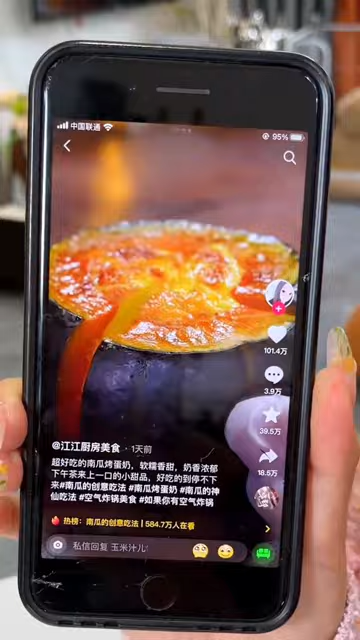 中国联通
95%
101.4万
3.9万
39.5万
18.5万
@江江厨房美食 · 1天前
超好吃的南瓜烤蛋奶，软糯香甜，奶香浓郁
下午茶来上一口的小甜品，好吃的到停不下
来#南瓜的创意吃法 #南瓜烤蛋奶 #南瓜的神
仙吃法 #空气炸锅美食 #如果你有空气炸锅
热榜：南瓜的创意吃法 | 584.7万人在看
私信回复 玉米汁儿